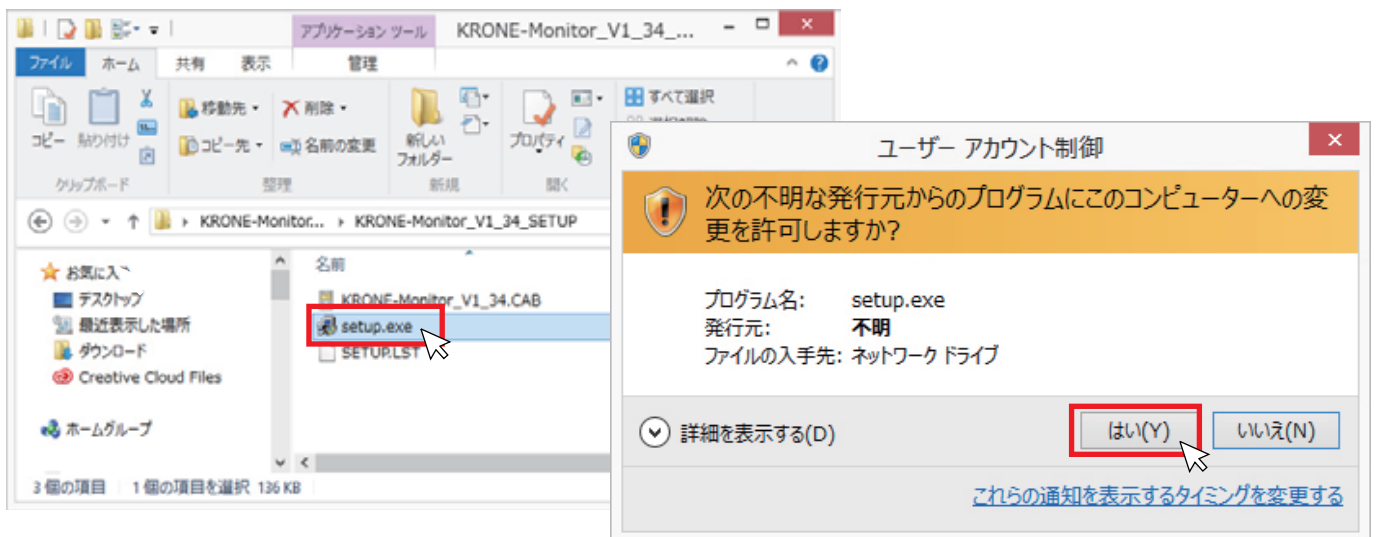 アプリケーション ツール
KRONE-Monitor_V1_34_...
ファイル
ホーム
共有
表示
管理
コピー
貼り付け
クリップボード
移動先
コピー先
削除
名前の変更
整理
新しい
フォルダー
新規
プロパティ
開く
すべて選択
KRONE-Monitor...
KRONE-Monitor_V1_34_SETUP
お気に入
デスクトップ
最近表示した場所
ダウンロード
Creative Cloud Files
ホームグループ
名前
KRONE-Monitor_V1_34.CAB
setup.exe
SETUP.LST
3 個の項目
1 個の項目を選択 136 KB
ユーザー アカウント制御
次の不明な発行元からのプログラムにこのコンピューターへの変
更を許可しますか?
プログラム名: setup.exe
発行元: 不明
ファイルの入手先: ネットワーク ドライブ
詳細を表示する(D)
はい(Y)
いいえ(N)
これらの通知を表示するタイミングを変更する